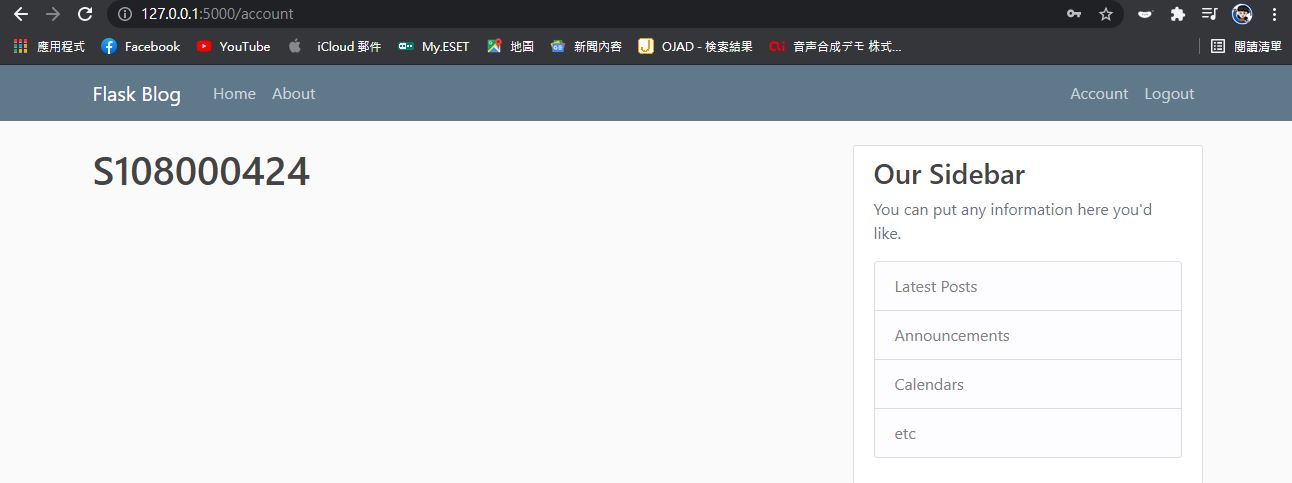 127.0.0.1:5000/account
應用程式 Facebook YouTube iCloud 郵件 My.ESET 地圖 新聞內容 OJAD - 検索結果 音声合成デモ 株式... 閱讀清單
Flask Blog Home About Account Logout
S108000424
Our Sidebar
You can put any information here you'd
like.
Latest Posts
Announcements
Calendars
etc